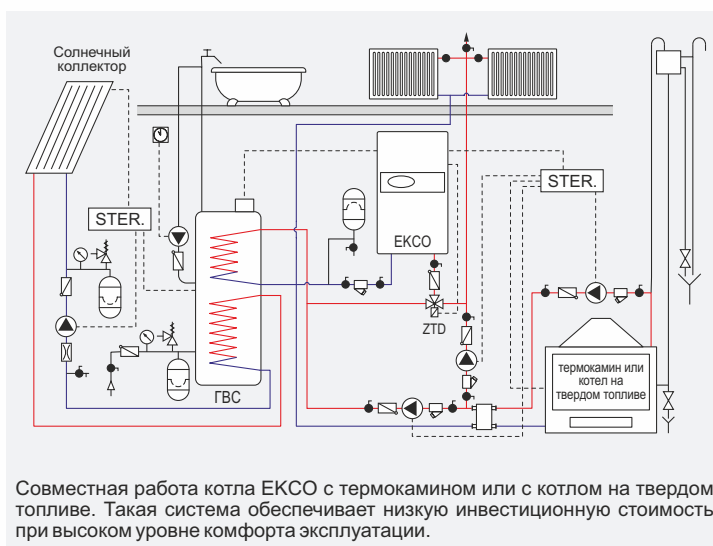 Солнечный
коллектор
STER.
EKCO
STER.
ZTD
ГВС
термокамин или
котел на
твердом топливе
Совместная работа котла EKCO с термокамином или с котлом на твердом
топливе. Такая система обеспечивает низкую инвестиционную стоимость
при высоком уровне комфорта эксплуатации.